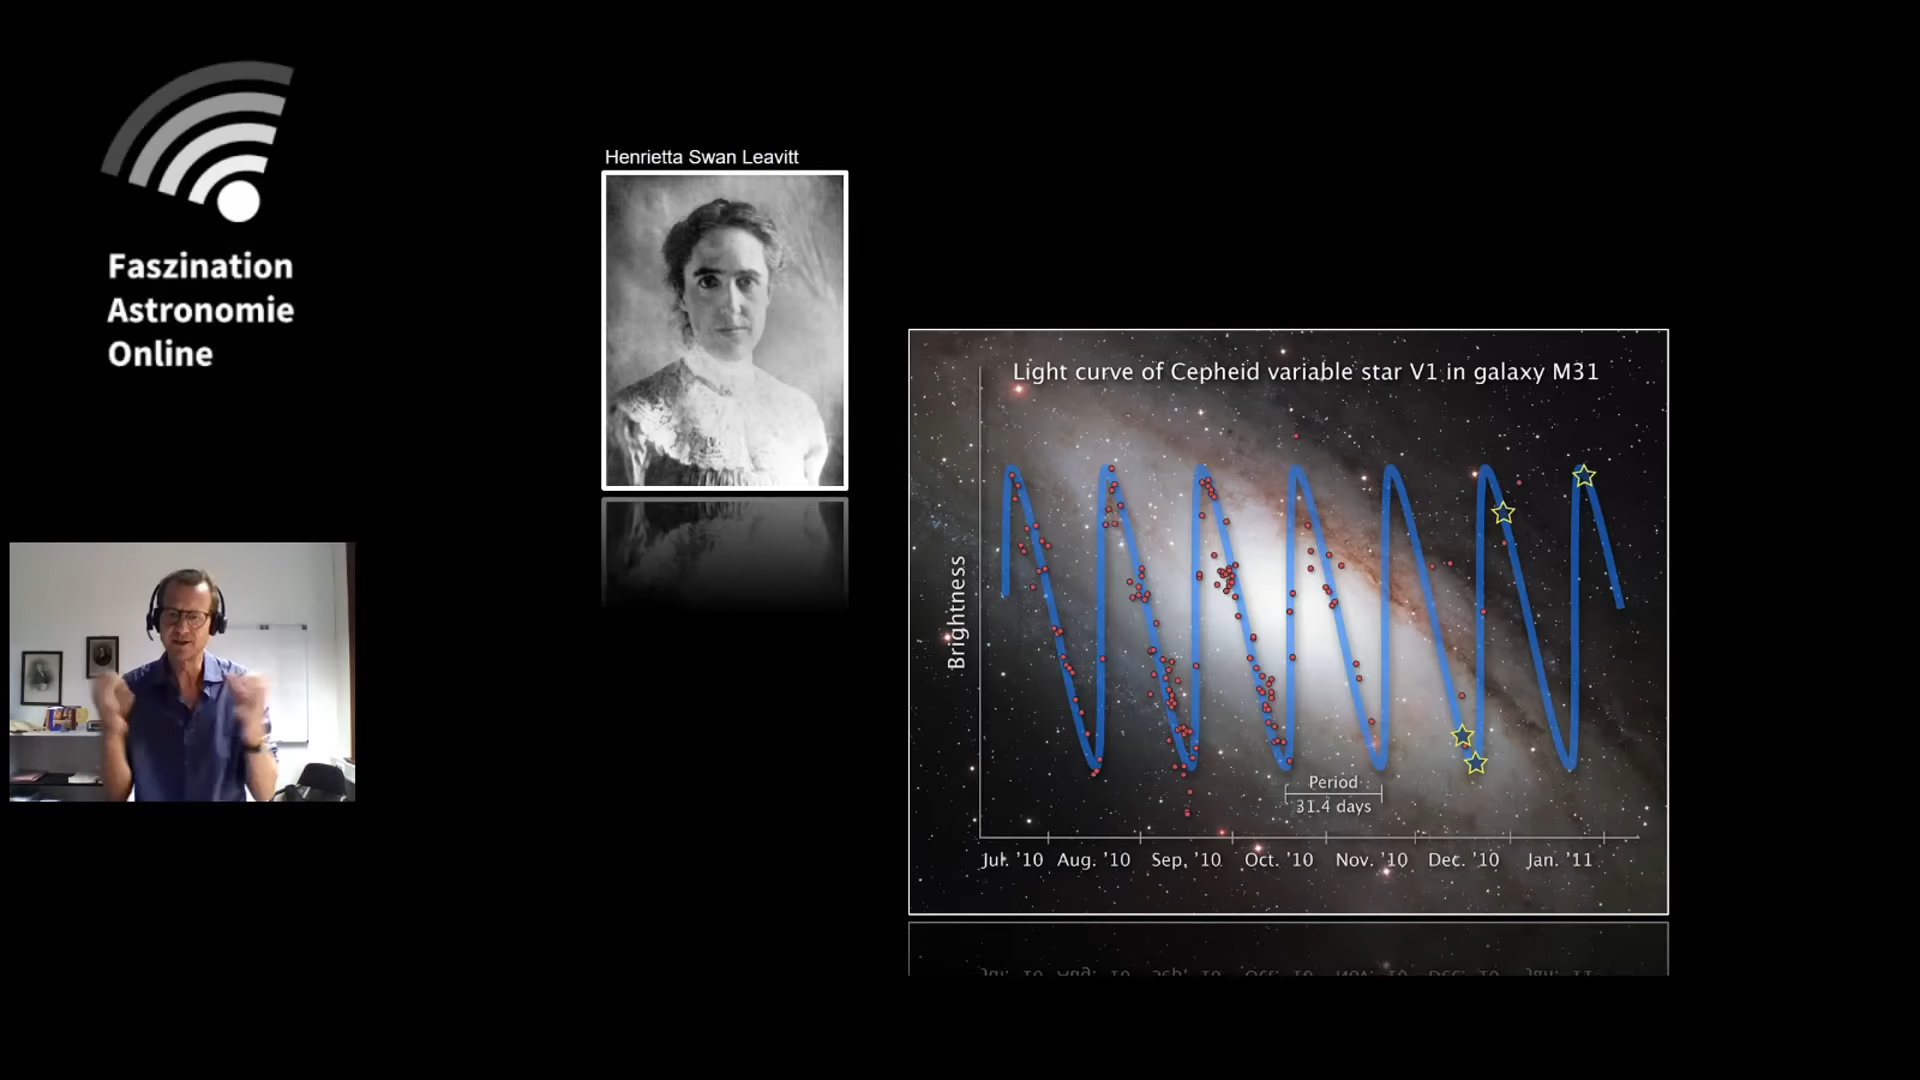 Faszination
Astronomie
Online
Henrietta Swan Leavitt
Light curve of Cepheid variable star V1 in galaxy M31
Brightness
Period
31.4 days
Jul. '10 Aug. '10 Sep. '10 Oct. '10 Nov. '10 Dec. '10 Jan. '11